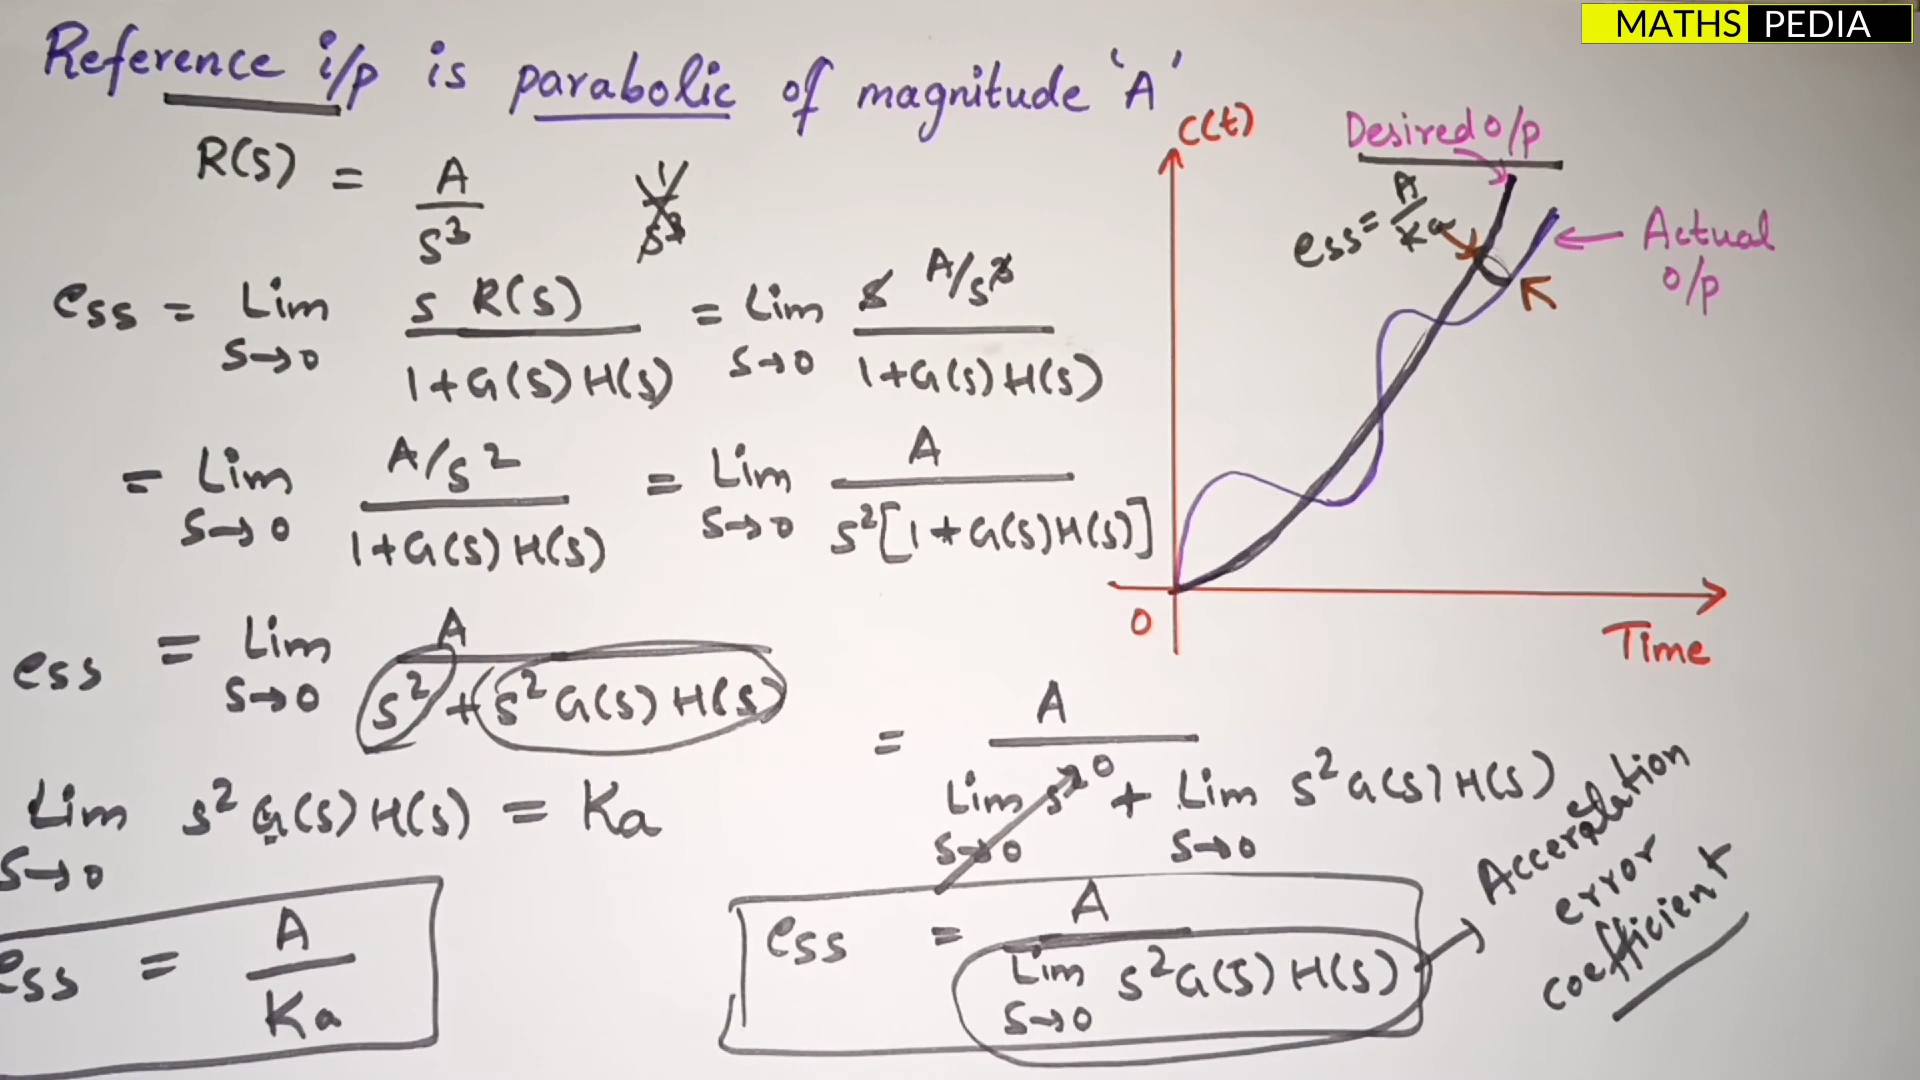 MATHS PEDIA
Reference i/p is parabolic of magnitude 'A'
R(S) = A/S³
ess = Lim S→0 S R(S) / 1+G(S)H(S) = Lim S→0 S A/S³ / 1+G(S)H(S)
= Lim S→0 A/S² / 1+G(S)H(S) = Lim S→0 A / S²[1+G(S)H(S)]
ess = Lim S→0 A / S²+(S²G(S)H(S))
= A / Lim S→0 S² 0 + Lim S→0 S²G(S)H(S)
Lim S→0 S²G(S)H(S) = Ka
ess = A/Ka
ess = A / Lim S→0 S²G(S)H(S)
Acceralation
error
coefficient
C(t)
Desired o/p
ess = A/Ka
Actual
o/p
0
Time